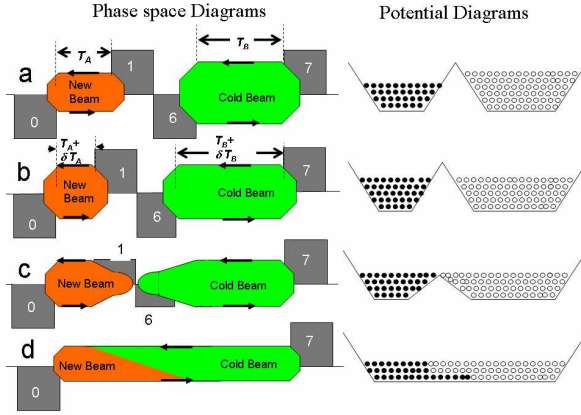 Phase space Diagrams
Potential Diagrams
a
T_A
T_B
0
New
Beam
1
6
Cold Beam
7
b
T_A+
δT_A
T_B+
δT_B
0
New
Beam
1
6
Cold Beam
7
c
0
New Beam
1
6
Cold Beam
7
d
0
New Beam
Cold Beam
7